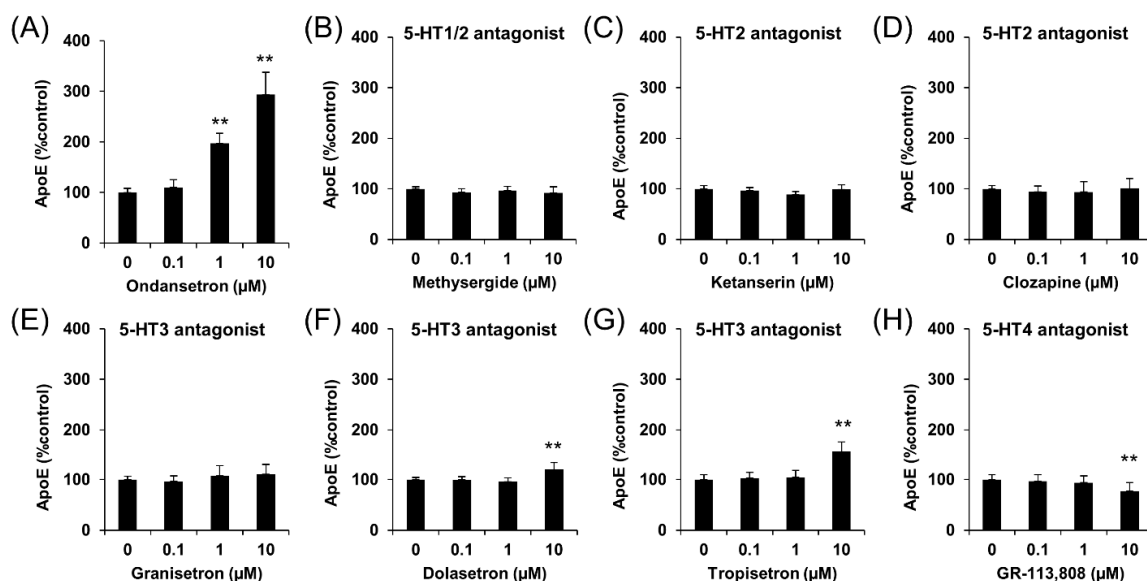 (A)
400
300
200
100
0
ApoE (%control)
**
**
0 0.1 1 10
Ondansetron (µM)
(B)
5-HT1/2 antagonist
400
300
200
100
0
ApoE (%control)
0 0.1 1 10
Methysergide (µM)
(C)
5-HT2 antagonist
400
300
200
100
0
ApoE (%control)
0 0.1 1 10
Ketanserin (µM)
(D)
5-HT2 antagonist
400
300
200
100
0
ApoE (%control)
0 0.1 1 10
Clozapine (µM)
(E)
5-HT3 antagonist
400
300
200
100
0
ApoE (%control)
0 0.1 1 10
Granisetron (µM)
(F)
5-HT3 antagonist
400
300
200
100
0
ApoE (%control)
**
0 0.1 1 10
Dolasetron (µM)
(G)
5-HT3 antagonist
400
300
200
100
0
ApoE (%control)
**
0 0.1 1 10
Tropisetron (µM)
(H)
5-HT4 antagonist
400
300
200
100
0
ApoE (%control)
**
0 0.1 1 10
GR-113,808 (µM)